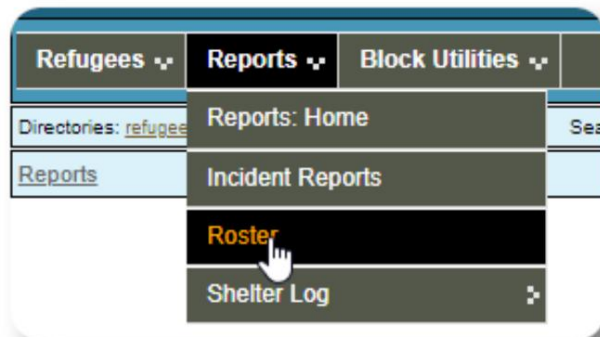 Refugees Reports Block Utilities
Directories: refugee Reports: Home Sea
Reports Incident Reports
Roster
Shelter Log